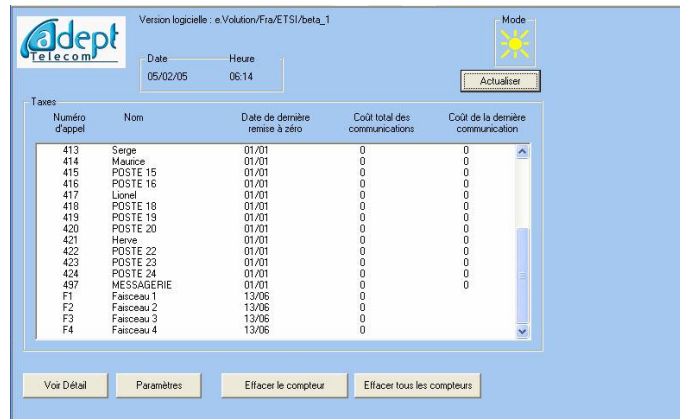 adept
Telecom
Version logicielle : e.Volution/Fra/ETSI/beta_1
Date
05/02/05
Heure
06:14
Mode
Actualiser
Taxes
Numéro d'appel Nom Date de dernière remise à zéro Coût total des communications Coût de la dernière communication
413 Serge 01/01 0 0
414 Maurice 01/01 0 0
415 POSTE 15 01/01 0 0
416 POSTE 16 01/01 0 0
417 Lionel 01/01 0 0
418 POSTE 18 01/01 0 0
419 POSTE 19 01/01 0 0
420 POSTE 20 01/01 0 0
421 Herve 01/01 0 0
422 POSTE 22 01/01 0 0
423 POSTE 23 01/01 0 0
424 POSTE 24 01/01 0 0
497 MESSAGERIE 01/01 0 0
F1 Faisceau 1 13/06 0
F2 Faisceau 2 13/06 0
F3 Faisceau 3 13/06 0
F4 Faisceau 4 13/06 0
Voir Détail Paramètres Effacer le compteur Effacer tous les compteurs